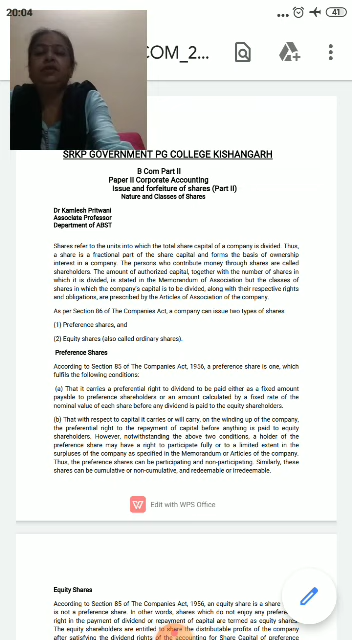 20:04
41
COM_2...
SRKP GOVERNMENT PG COLLEGE KISHANGARH
B Com Part II
Paper II Corporate Accounting
Issue and forfeiture of shares (Part II)
Nature and Classes of Shares
Dr Kamlesh Pritwani
Associate Professor
Department of ABST
Shares refer to the units into which the total share capital of a company is divided. Thus,
a share is a fractional part of the share capital and forms the basis of ownership
interest in a company. The persons who contribute money through shares are called
shareholders. The amount of authorized capital, together with the number of shares in
which it is divided, is stated in the Memorandum of Association but the classes of
shares in which the company's capital is to be divided, along with their respective rights
and obligations, are prescribed by the Articles of Association of the company.
As per Section 86 of The Companies Act, a company can issue two types of shares
(1) Preference shares, and
(2) Equity shares (also called ordinary shares).
Preference Shares
According to Section 85 of The Companies Act, 1956, a preference share is one, which
fulfils the following conditions:
(a) That it carries a preferential right to dividend to be paid either as a fixed amount
payable to preference shareholders or an amount calculated by a fixed rate of the
nominal value of each share before any dividend is paid to the equity shareholders.
(b) That with respect to capital it carries or will carry, on the winding up of the company,
the preferential right to the repayment of capital before anything is paid to equity
shareholders. However, notwithstanding the above two conditions, a holder of the
preference share may have a right to participate fully or to a limited extent in the
surpluses of the company as specified in the Memorandum or Articles of the company.
Thus, the preference shares can be participating and non-participating. Similarly, these
shares can be cumulative or non-cumulative, and redeemable or irredeemable.
W Edit with WPS Office
Equity Shares
According to Section 85 of The Companies Act, 1956, an equity share is a share
is not a preference share. In other words, shares which do not enjoy any prefere
right in the payment of dividend or repayment of capital are termed as equity shares.
The equity shareholders are entitled to share the distributable profits of the company
after satisfying the dividend rights of the accounting for Share Capital of preference